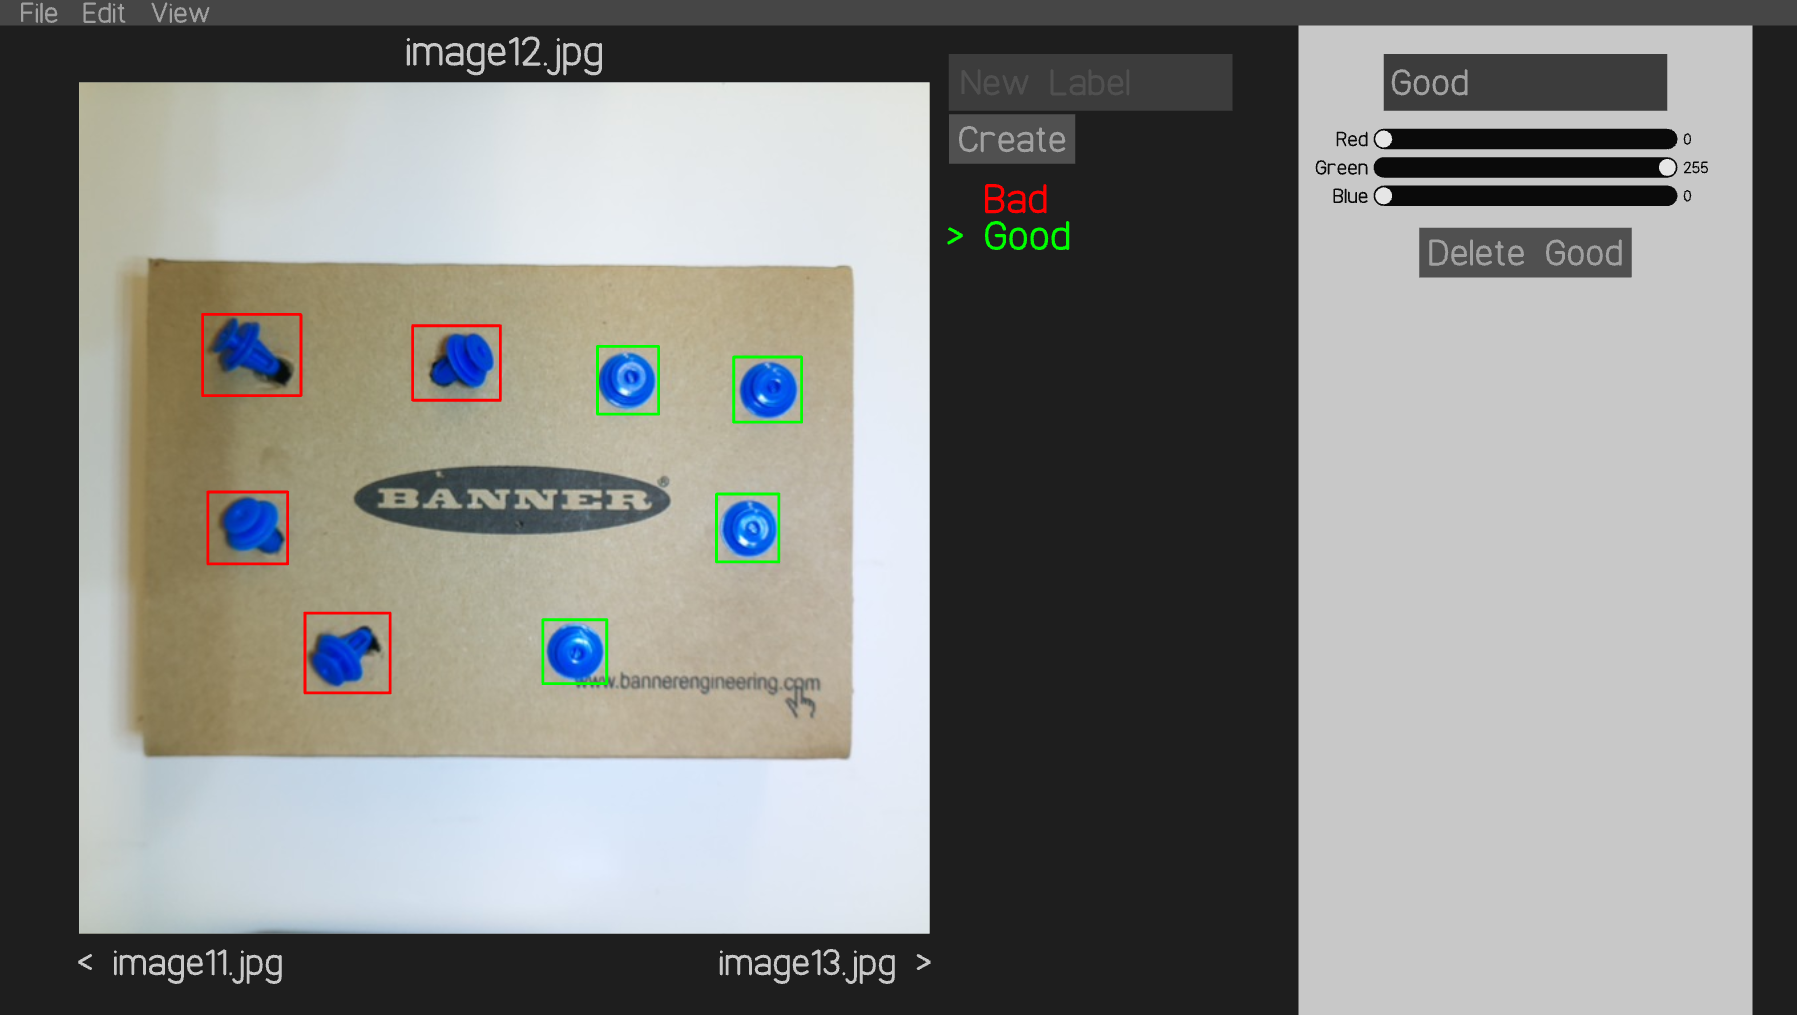 File Edit View
image12.jpg
New Label
Create
Bad
> Good
Good
Red 0
Green 255
Blue 0
Delete Good
BANNER®
www.bannerengineering.com
< image11.jpg
image13.jpg >